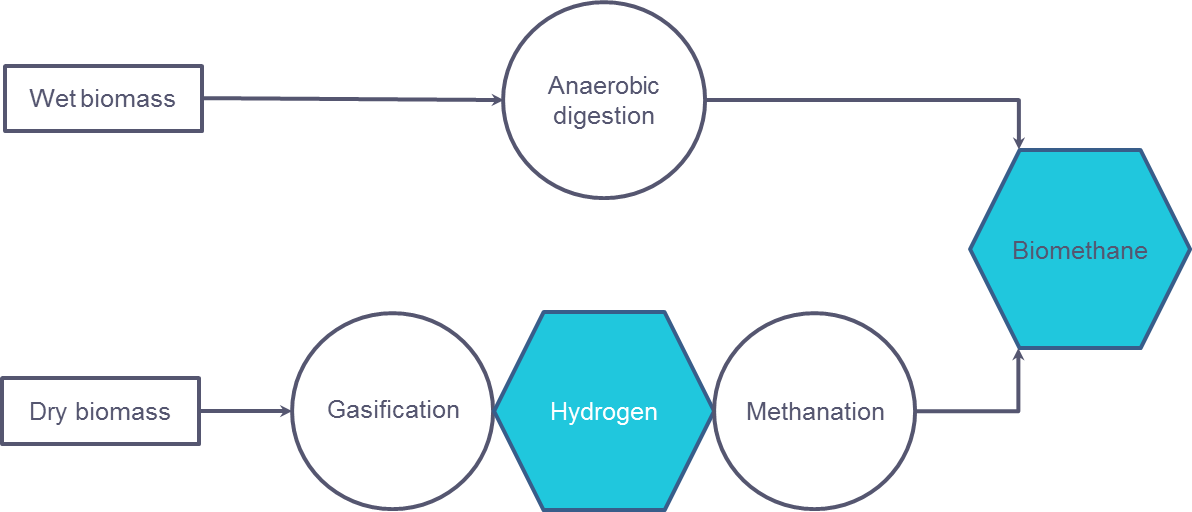 Anaerobic
digestion
Wet biomass
Biomethane
Gasification
Hydrogen
Methanation
Dry biomass